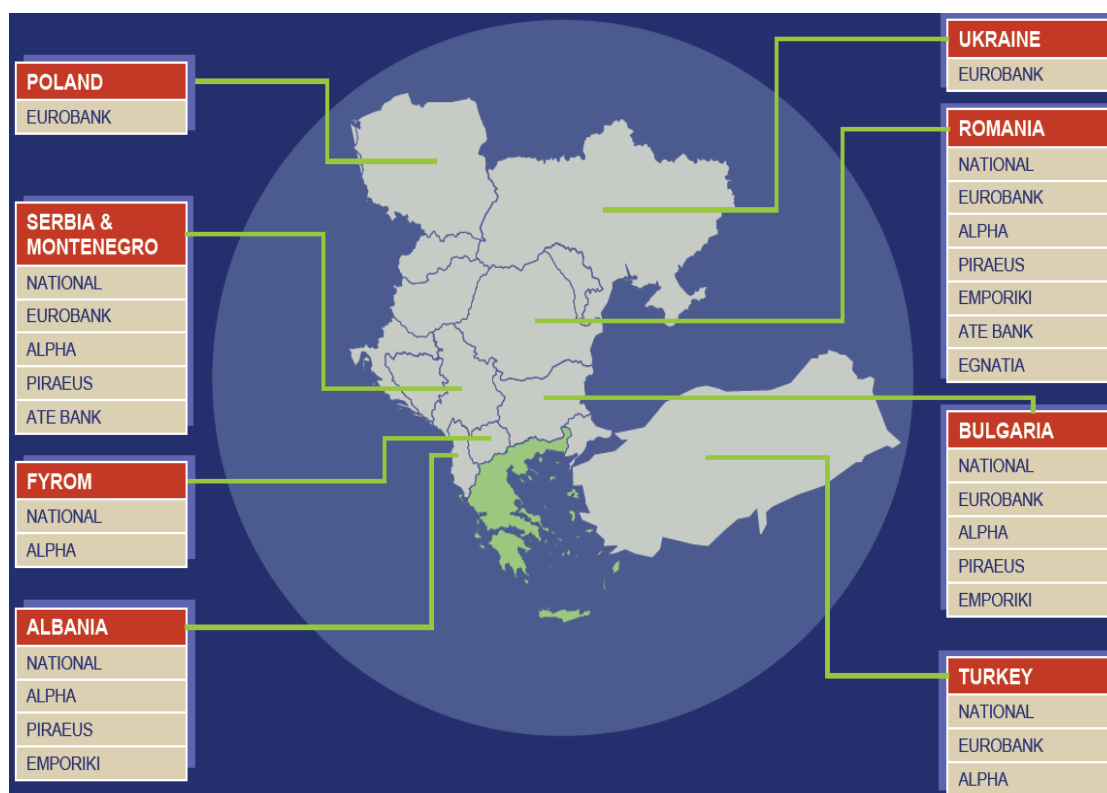 POLAND
EUROBANK
SERBIA &
MONTENEGRO
NATIONAL
EUROBANK
ALPHA
PIRAEUS
ATE BANK
FYROM
NATIONAL
ALPHA
ALBANIA
NATIONAL
ALPHA
PIRAEUS
EMPORIKI
UKRAINE
EUROBANK
ROMANIA
NATIONAL
EUROBANK
ALPHA
PIRAEUS
EMPORIKI
ATE BANK
EGNATIA
BULGARIA
NATIONAL
EUROBANK
ALPHA
PIRAEUS
EMPORIKI
TURKEY
NATIONAL
EUROBANK
ALPHA